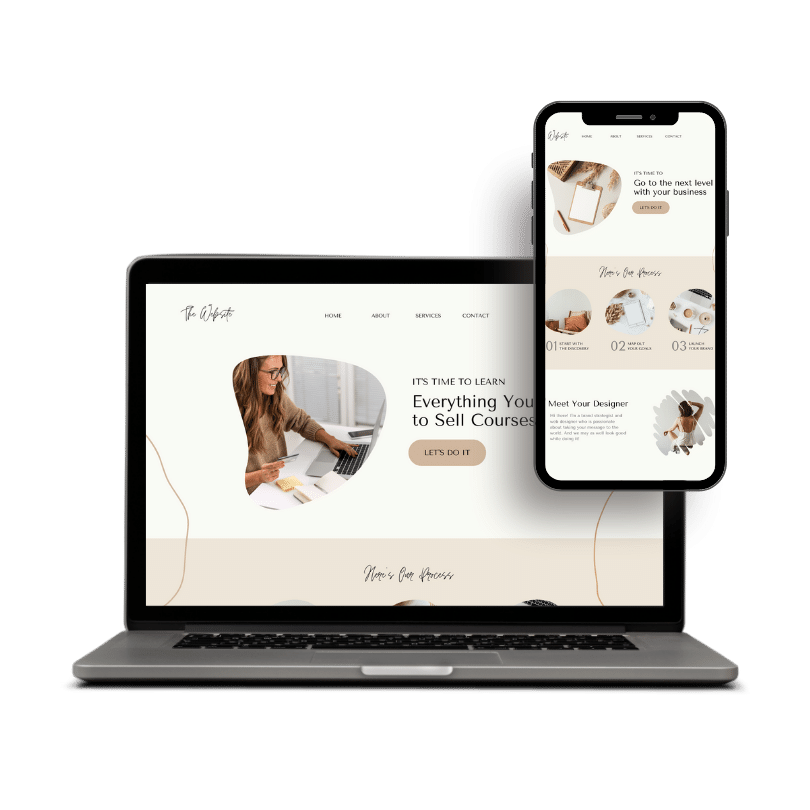 The Website
HOME
ABOUT
SERVICES
CONTACT
IT'S TIME TO LEARN
Everything You
to Sell Courses
LET'S DO IT
Here's Our Process
Website
HOME
ABOUT
SERVICES
CONTACT
IT'S TIME TO
Go to the next level
with your business
LET'S DO IT
Here's Our Process
01 START WITH
THE DISCOVERY
02 MAP OUT
YOUR GOALS
03 LAUNCH
YOUR BRAND
Meet Your Designer
Hi there! I'm a brand strategist and
web designer who is passionate
about taking your message to the
world. And we may as well look good
while doing it!